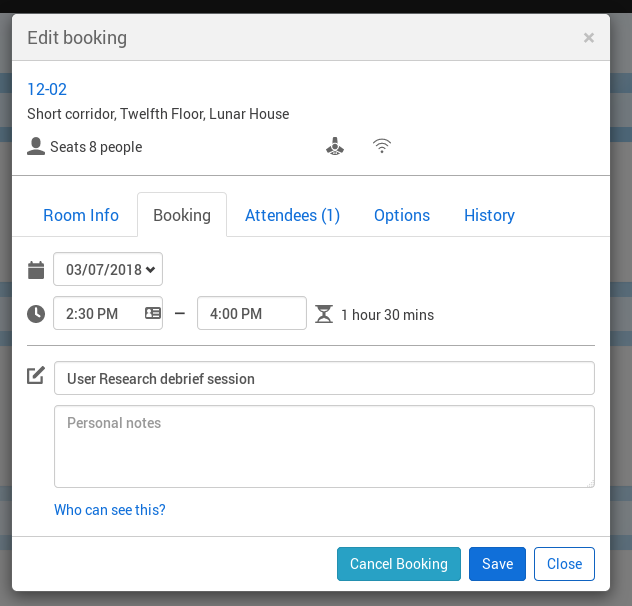 Edit booking ×
12-02
Short corridor, Twelfth Floor, Lunar House
Seats 8 people
Room Info Booking Attendees (1) Options History
03/07/2018
2:30 PM – 4:00 PM 1 hour 30 mins
User Research debrief session
Personal notes
Who can see this?
Cancel Booking Save Close